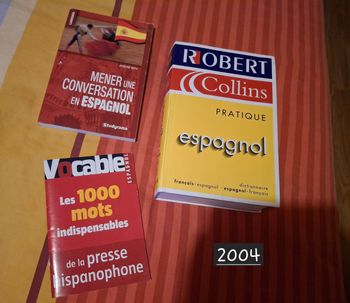 MENER UNE
CONVERSATION
EN ESPAGNOL
Studyrama
ROBERT
&
Collins
PRATIQUE
espagnol
français-espagnol
dictionnaire
espagnol-français
Vocable
ESPAGNOL
Les 1000
mots
indispensables
de la presse
hispanophone
2004